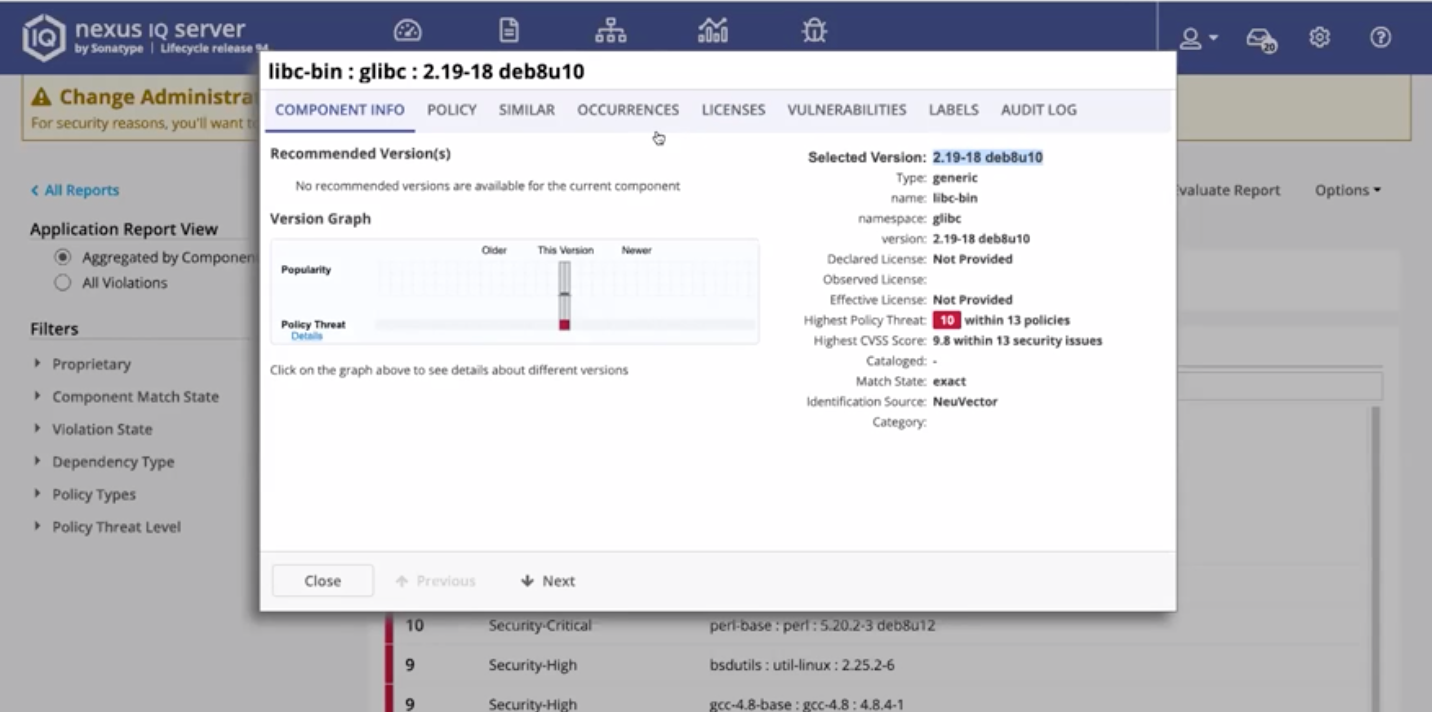 nexus IQ server
by Sonatype | Lifecycle release 94
20
Change Administra
For security reasons, you'll want to
libc-bin : glibc : 2.19-18 deb8u10
COMPONENT INFO POLICY SIMILAR OCCURRENCES LICENSES VULNERABILITIES LABELS AUDIT LOG
All Reports
Application Report View
Aggregated by Componen
All Violations
Filters
Proprietary
Component Match State
Violation State
Dependency Type
Policy Types
Policy Threat Level
Recommended Version(s)
No recommended versions are available for the current component
Version Graph
Older This Version Newer
Popularity
Policy Threat
Details
Click on the graph above to see details about different versions
Selected Version: 2.19-18 deb8u10
Type: generic
name: libc-bin
namespace: glibc
version: 2.19-18 deb8u10
Declared License: Not Provided
Observed License:
Effective License: Not Provided
Highest Policy Threat: 10 within 13 policies
Highest CVSS Score: 9.8 within 13 security issues
Cataloged: -
Match State: exact
Identification Source: NeuVector
Category:
valuate Report Options
Close Previous Next
10 Security-Critical perl-base : perl : 5.20.2-3 deb8u12
9 Security-High bsdutils : util-linux : 2.25.2-6
9 Security-High gcc-4.8-base : gcc-4.8 : 4.8.4-1